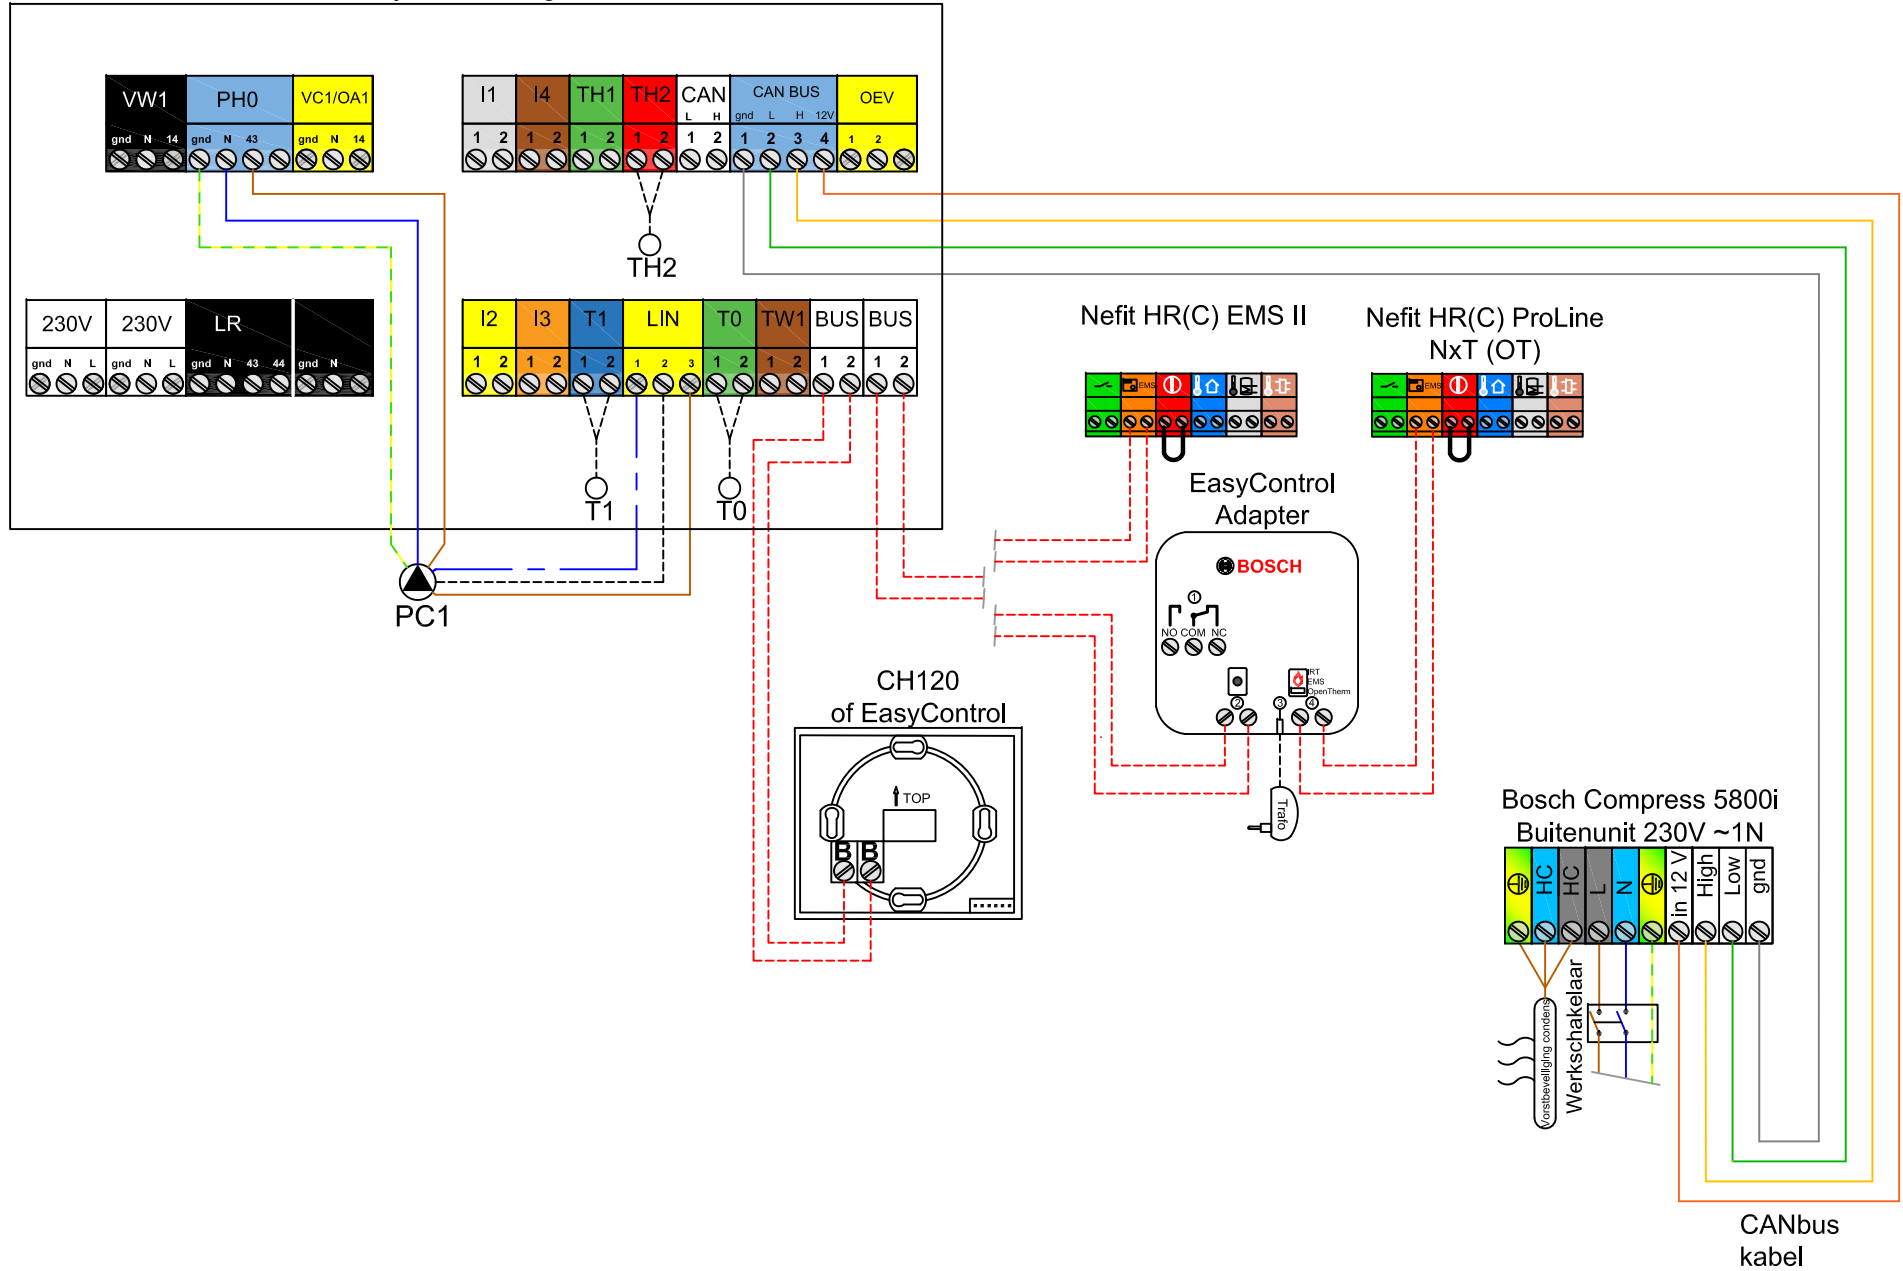 VW1 PH0 VC1/OA1
gnd N 14 gnd N 43 gnd N 14
I1 I4 TH1 TH2 CAN CAN BUS OEV
L H gnd L H 12V
1 2 1 2 1 2 1 2 1 2 1 2 3 4 1 2
TH2
230V 230V LR
gnd N L gnd N L gnd N 43 44 gnd N
I2 I3 T1 LIN T0 TW1 BUS BUS
1 2 1 2 1 2 1 2 3 1 2 1 2 1 2 1 2
T1 T0
PC1
Nefit HR(C) EMS II
EMS
Nefit HR(C) ProLine
NxT (OT)
EMS
EasyControl
Adapter
BOSCH
1
NO COM NC
RT
EMS
OpenTherm
2 3 4
Trafo
CH120
of EasyControl
TOP
B B
Bosch Compress 5800i
Buitenunit 230V ~1N
HC HC L N in 12 V High Low gnd
Vorstbeveiliging condens
Werkschakelaar
CANbus
kabel